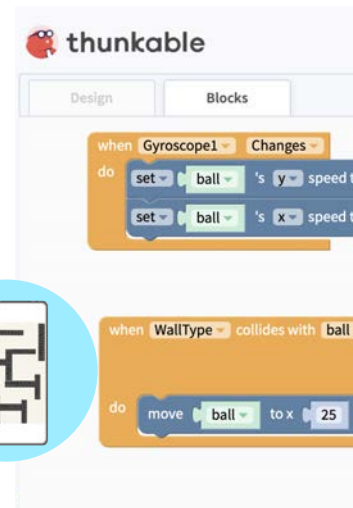 thunkable
Design Blocks
when Gyroscope1 Changes
do set ball 's y speed t
set ball 's x speed t
when WallType collides with ball
do move ball to x 25